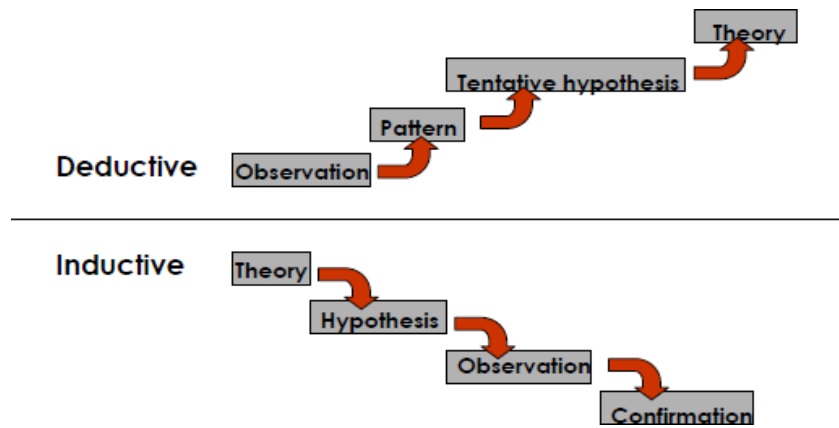 Theory
Tentative hypothesis
Pattern
Deductive
Observation
Inductive
Theory
Hypothesis
Observation
Confirmation